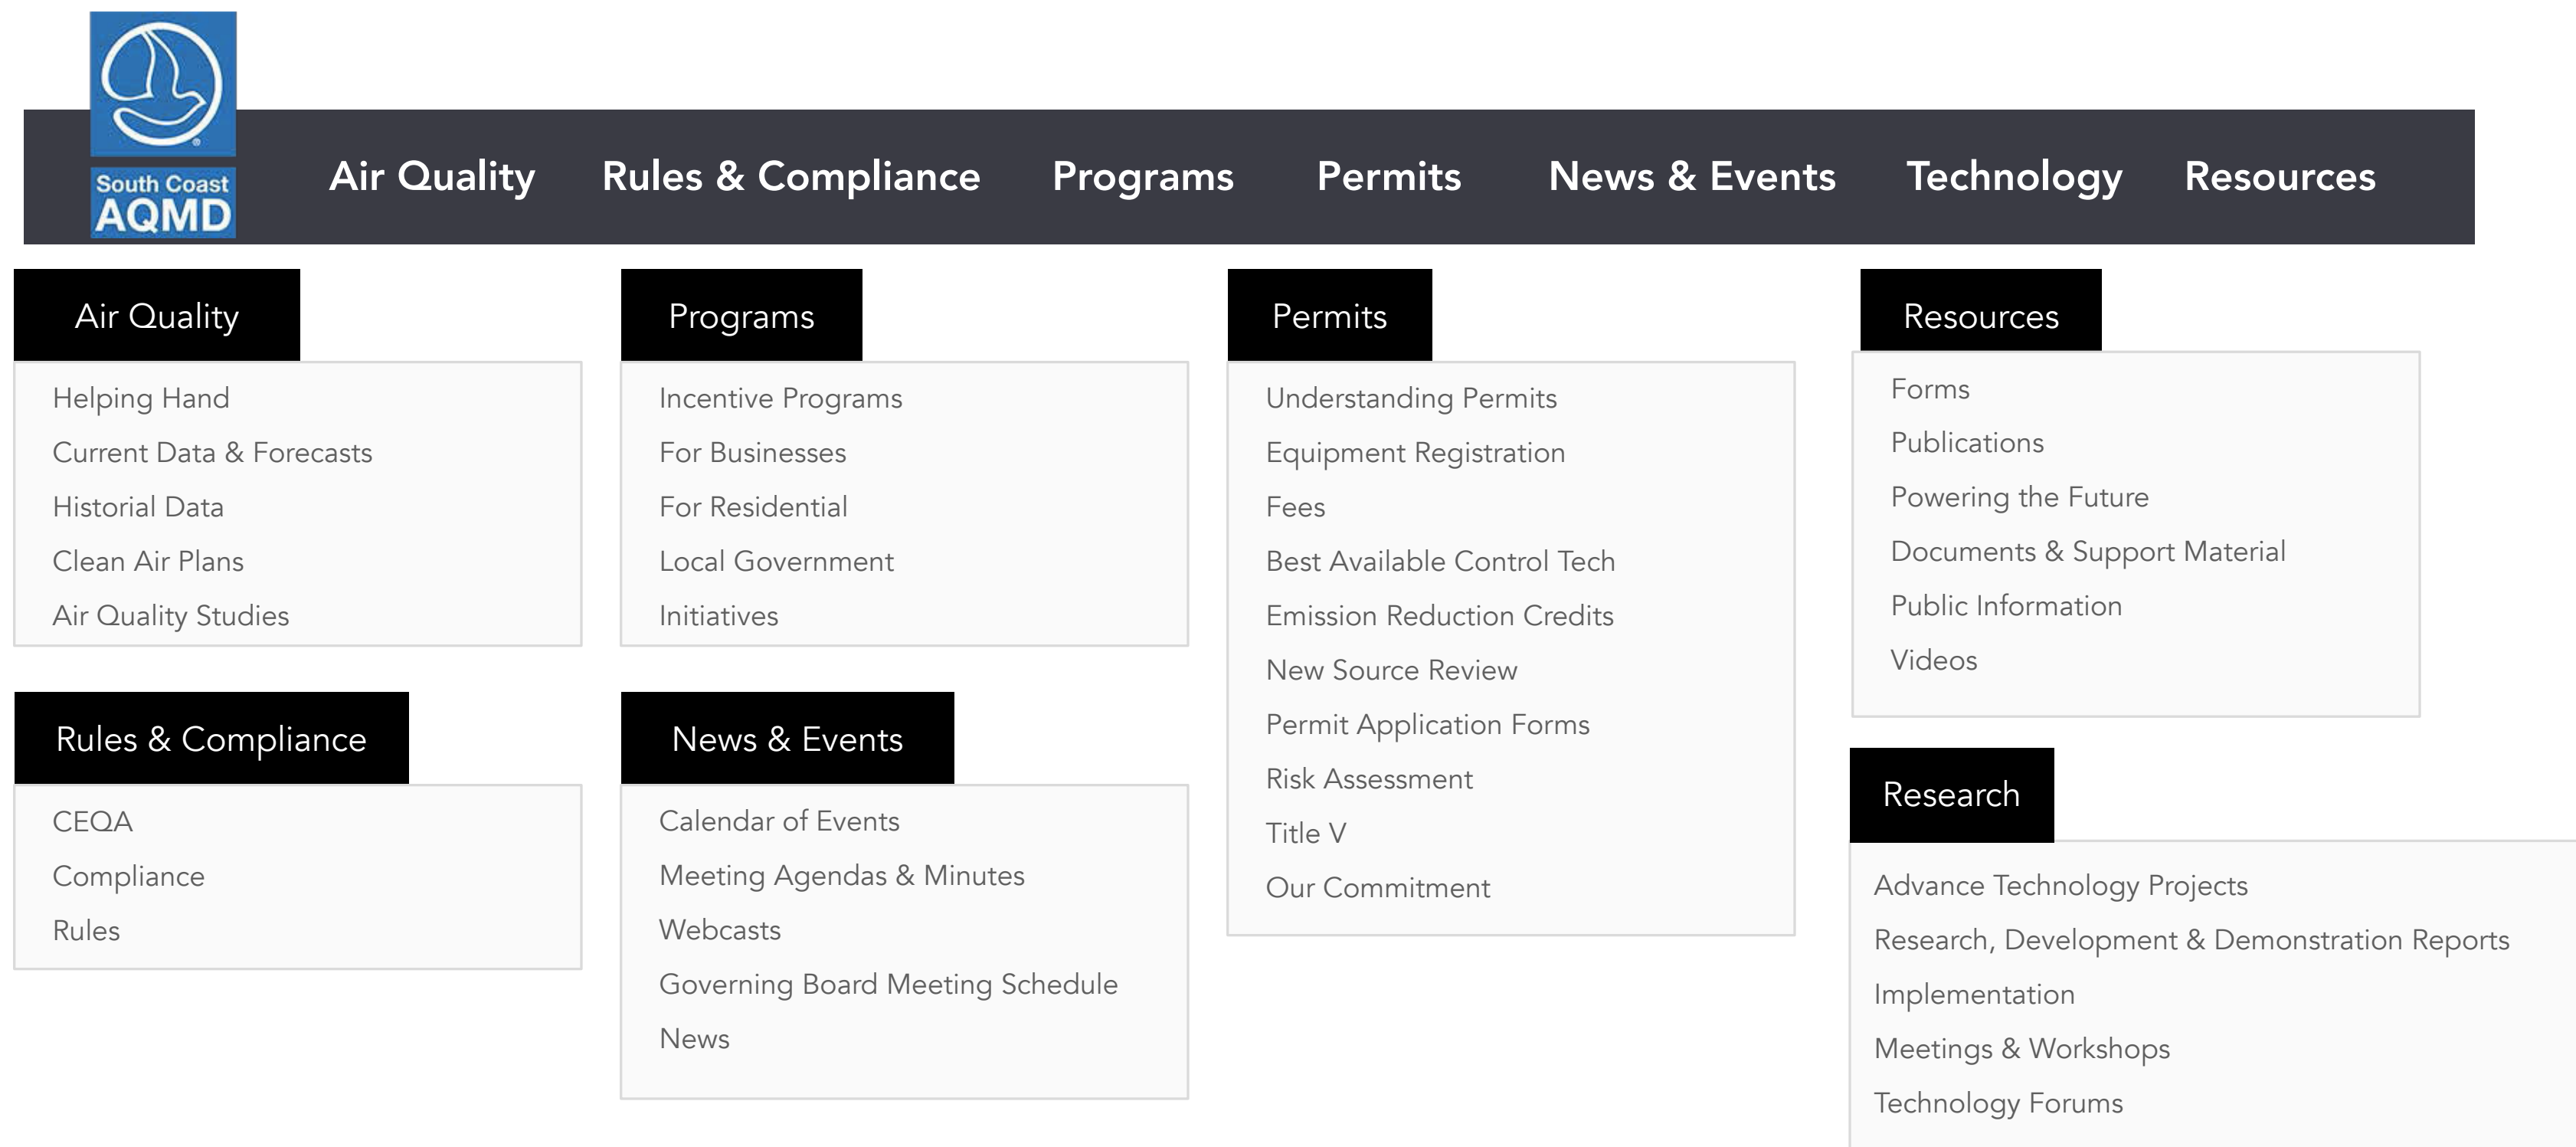 South Coast
AQMD
Air Quality
Rules & Compliance
Programs
Permits
News & Events
Technology
Resources
Air Quality
Helping Hand
Current Data & Forecasts
Historial Data
Clean Air Plans
Air Quality Studies
Rules & Compliance
CEQA
Compliance
Rules
Programs
Incentive Programs
For Businesses
For Residential
Local Government
Initiatives
News & Events
Calendar of Events
Meeting Agendas & Minutes
Webcasts
Governing Board Meeting Schedule
News
Permits
Understanding Permits
Equipment Registration
Fees
Best Available Control Tech
Emission Reduction Credits
New Source Review
Permit Application Forms
Risk Assessment
Title V
Our Commitment
Resources
Forms
Publications
Powering the Future
Documents & Support Material
Public Information
Videos
Research
Advance Technology Projects
Research, Development & Demonstration Reports
Implementation
Meetings & Workshops
Technology Forums